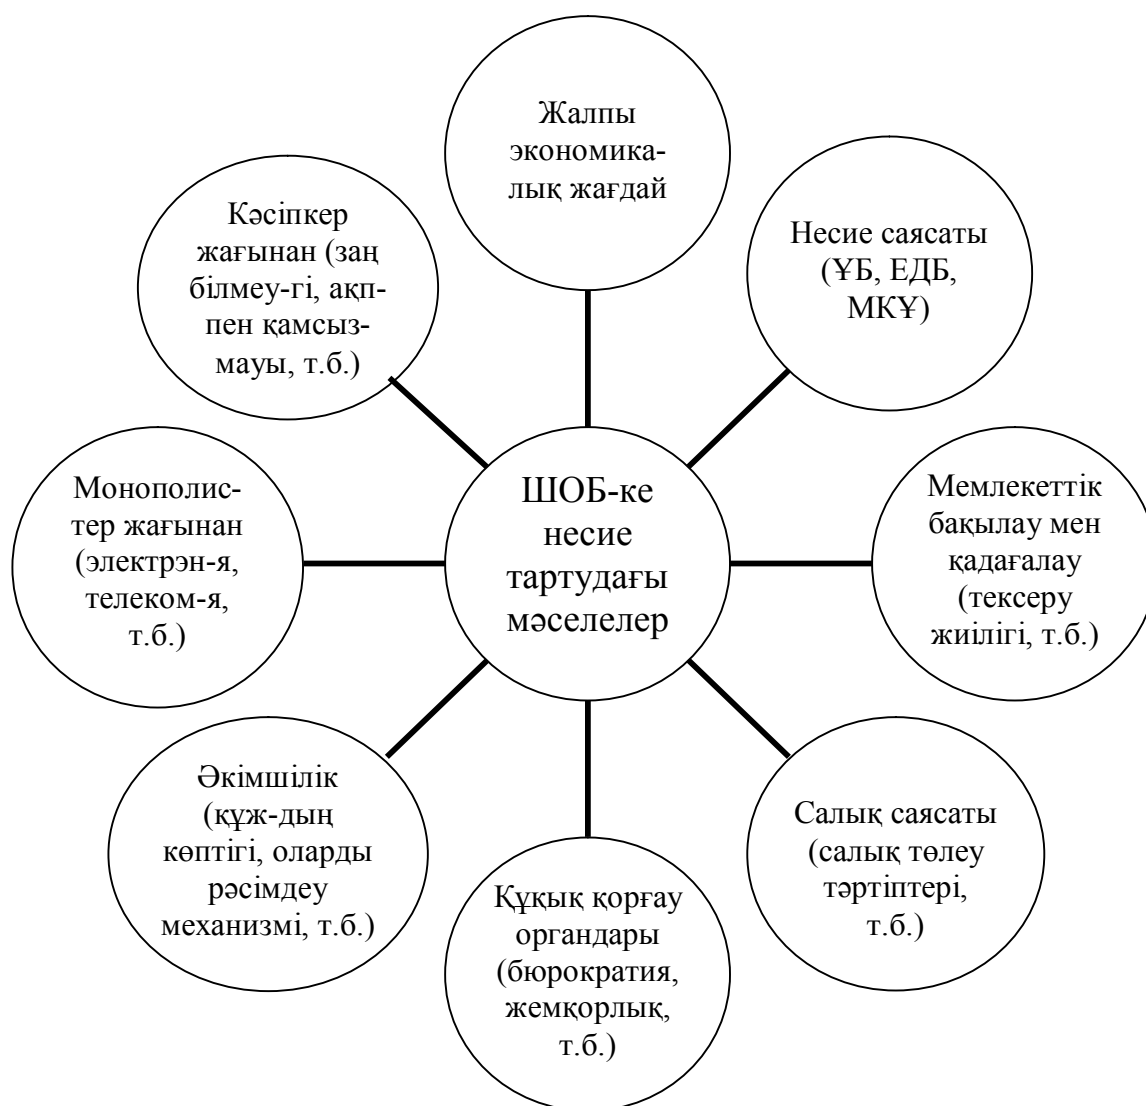 Жалпы
экономика-
лық жағдай
Несие саясаты
(ҰБ, ЕДБ,
МКҰ)
Мемлекеттік
бақылау мен
қадағалау
(тексеру
жиілігі, т.б.)
Салық саясаты
(салық төлеу
тәртіптері,
т.б.)
Құқық қорғау
органдары
(бюрократия,
жемқорлық,
т.б.)
Әкімшілік
(құж-дың
көптігі, оларды
рәсімдеу
механизмі, т.б.)
Монополис-
тер жағынан
(электрэн-я,
телеком-я,
т.б.)
Кәсіпкер
жағынан (заң
білмеу-гі, ақп-
пен қамсыз-
мауы, т.б.)
ШОБ-ке
несие
тартудағы
мәселелер